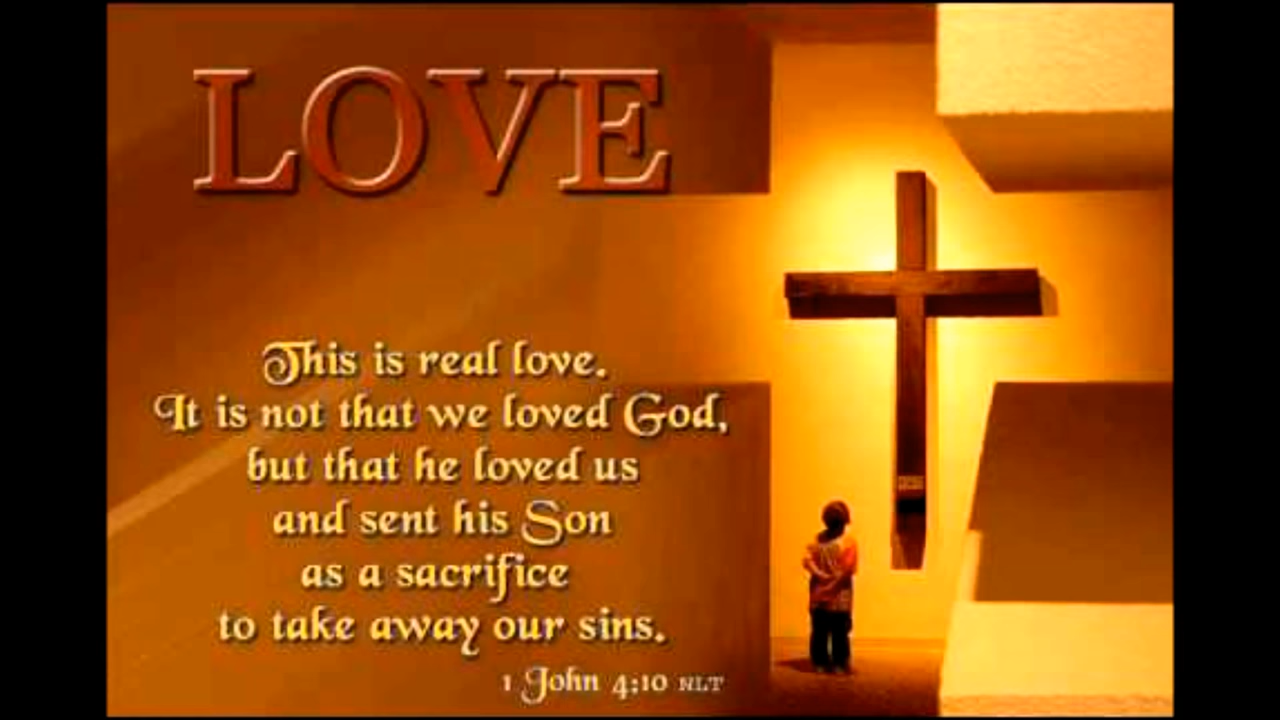 LOVE
This is real love.
It is not that we loved God,
but that he loved us
and sent his Son
as a sacrifice
to take away our sins.
1 John 4:10 NLT